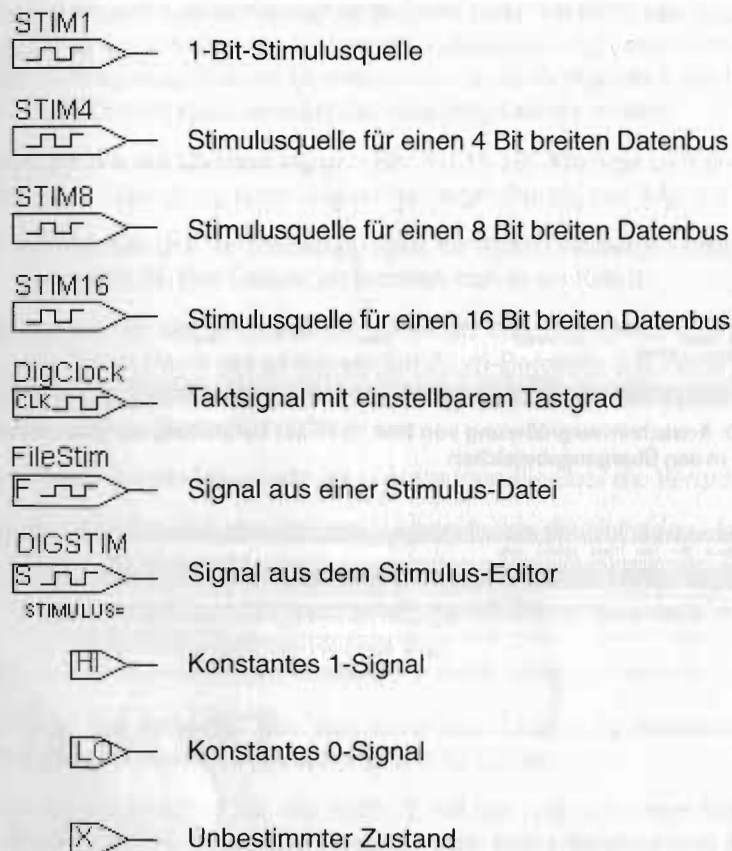 STIM1
1-Bit-Stimulusquelle
STIM4
Stimulusquelle für einen 4 Bit breiten Datenbus
STIM8
Stimulusquelle für einen 8 Bit breiten Datenbus
STIM16
Stimulusquelle für einen 16 Bit breiten Datenbus
DigClock
CLK
Taktsignal mit einstellbarem Tastgrad
FileStim
F
Signal aus einer Stimulus-Datei
DIGSTIM
S
Signal aus dem Stimulus-Editor
STIMULUS=
HI
Konstantes 1-Signal
LO
Konstantes 0-Signal
X
Unbestimmter Zustand